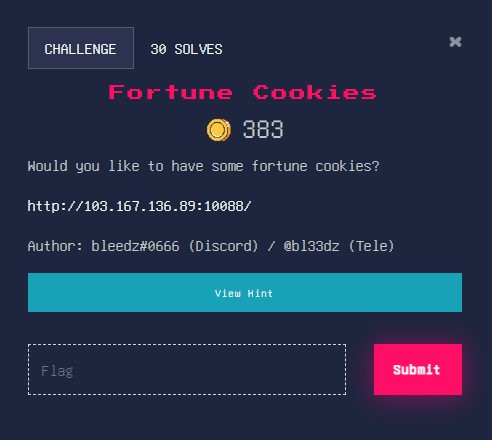 CHALLENGE 30 SOLVES
Fortune Cookies
383
Would you like to have some fortune cookies?
http://103.167.136.89:10088/
Author: bleedz#0666 (Discord) / @bl33dz (Tele)
View Hint
Flag Submit